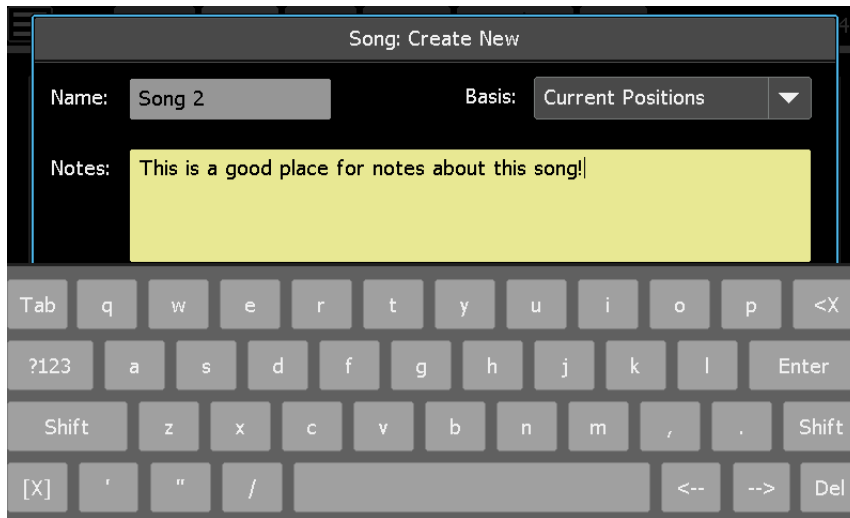 Song: Create New
Name: Song 2 Basis: Current Positions
Notes: This is a good place for notes about this song!
Tab q w e r t y u i o p <X
?123 a s d f g h j k l Enter
Shift z x c v b n m , . Shift
[X] ' " / <-- --> Del